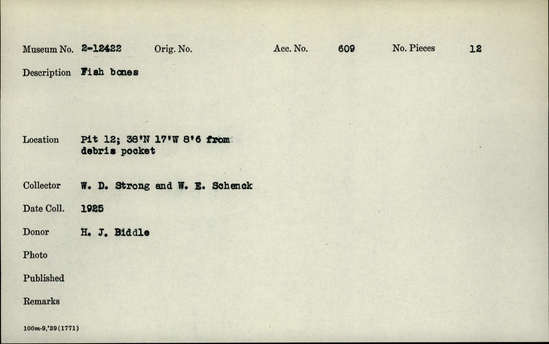 Museum No. 2-12422 Orig. No. Acc. No. 609 No. Pieces 12
Description Fish bones
Location Pit 12; 38'N 17'W 8'6 from
debris pocket
Collector W. D. Strong and W. E. Schenck
Date Coll. 1925
Donor H. J. Biddle
Photo
Published
Remarks
100m-9,'39(1771)